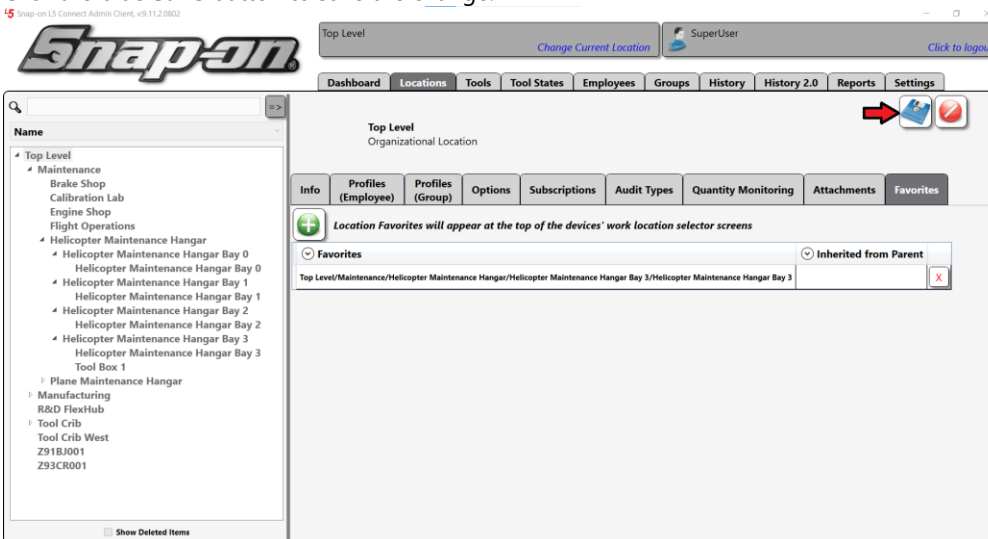 Snap-on L5 Connect Admin Client, v:9.11.2.0802
Snap-on
Top Level
Change Current Location
SuperUser
Click to logou
Dashboard Locations Tools Tool States Employees Groups History History 2.0 Reports Settings
=>
Name
Top Level
Maintenance
Brake Shop
Calibration Lab
Engine Shop
Flight Operations
Helicopter Maintenance Hangar
Helicopter Maintenance Hangar Bay 0
Helicopter Maintenance Hangar Bay 0
Helicopter Maintenance Hangar Bay 1
Helicopter Maintenance Hangar Bay 1
Helicopter Maintenance Hangar Bay 2
Helicopter Maintenance Hangar Bay 2
Helicopter Maintenance Hangar Bay 3
Helicopter Maintenance Hangar Bay 3
Tool Box 1
Plane Maintenance Hangar
Manufacturing
R&D FlexHub
Tool Crib
Tool Crib West
Z91BJ001
Z93CR001
Show Deleted Items
Top Level
Organizational Location
Info Profiles (Employee) Profiles (Group) Options Subscriptions Audit Types Quantity Monitoring Attachments Favorites
Location Favorites will appear at the top of the devices' work location selector screens
Favorites Inherited from Parent
Top Level/Maintenance/Helicopter Maintenance Hangar/Helicopter Maintenance Hangar Bay 3/Helicopter Maintenance Hangar Bay 3 X